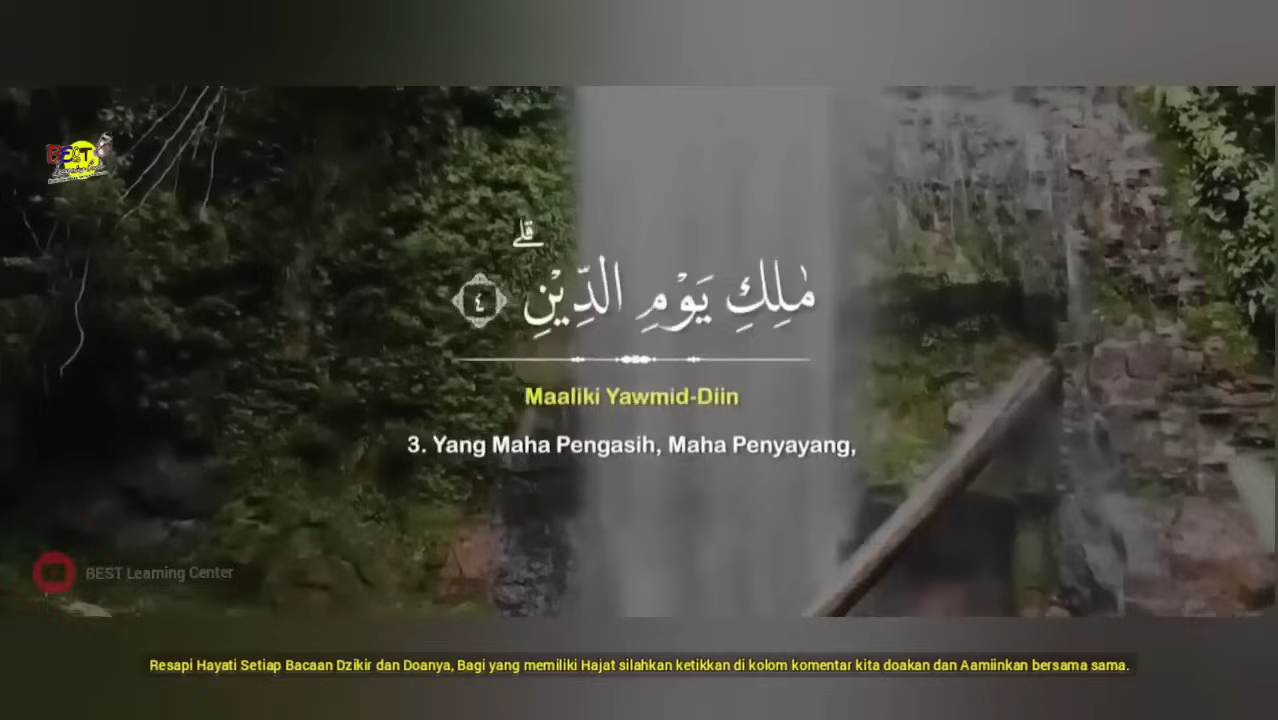 BEST
قلے
مٰلِكِ يَوْمِ الدِّيْنِ ٤
Maaliki Yawmid-Diin
3. Yang Maha Pengasih, Maha Penyayang,
BEST Learning Center
Resapi Hayati Setiap Bacaan Dzikir dan Doanya, Bagi yang memiliki Hajat silahkan ketikkan di kolom komentar kita doakan dan Aamiinkan bersama sama.